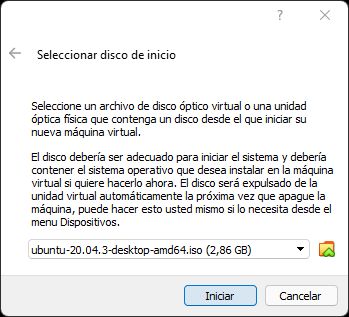 ?
Seleccionar disco de inicio
Seleccione un archivo de disco óptico virtual o una unidad
óptica física que contenga un disco desde el que iniciar su
nueva máquina virtual.
El disco debería ser adecuado para iniciar el sistema y debería
contener el sistema operativo que desea instalar en la máquina
virtual si quiere hacerlo ahora. El disco será expulsado de la
unidad virtual automáticamente la próxima vez que apague la
máquina, puede hacer esto usted mismo si lo necesita desde el
menu Dispositivos.
ubuntu-20.04.3-desktop-amd64.iso (2,86 GB)
Iniciar
Cancelar